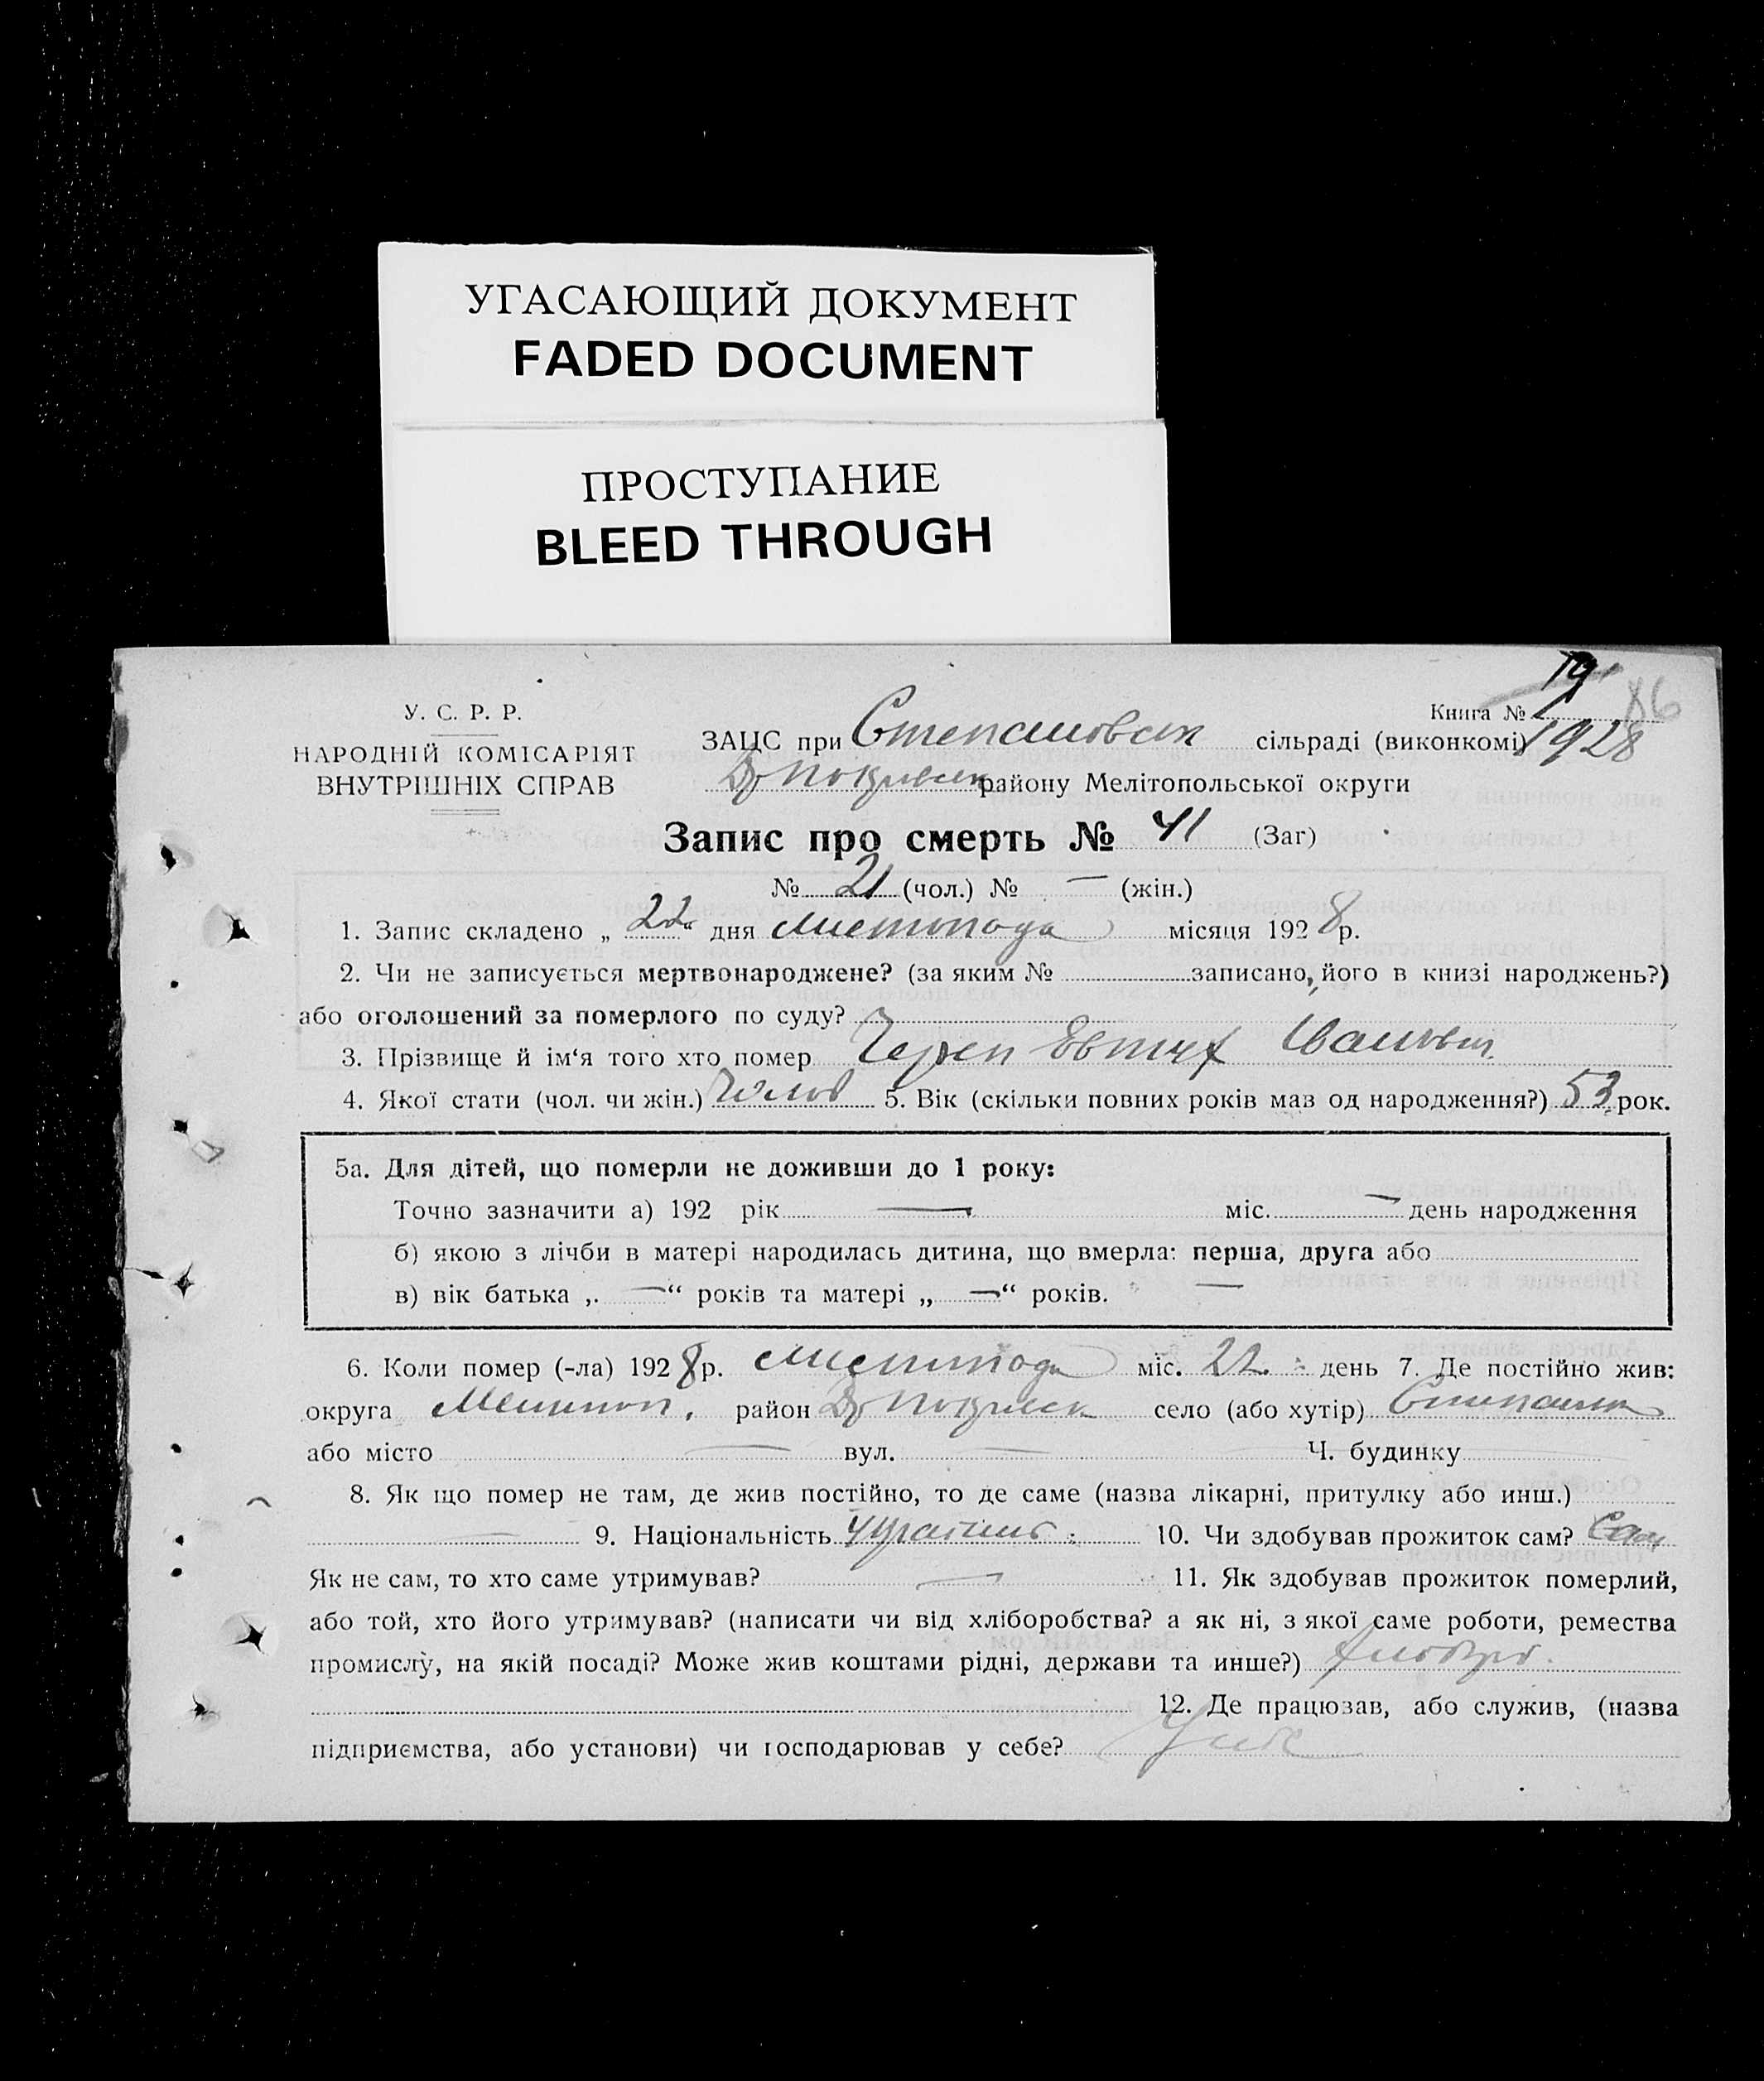 УГАСАЮЩИЙ ДОКУМЕНТ
FADED DOCUMENT
ПРОСТУПАНИЕ
BLEED THROUGH
86
У. С. Р. Р.
НАРОДНІЙ КОМІСАРІЯТ
ВНУТРІШНІХ СПРАВ
Книга №
1928
ЗАЦС при Степановск сільраді (виконкомі)
району Мелітопольської округи
Запис про смерть № 41 (Заг)
№ 21 (чол.) № — (жін.)
1. Запис складено „ 22 “ дня листопада місяця 1928 р.
2. Чи не записується мертвонароджене? (за яким № записано, його в книзі народжень?)
або оголошений за померлого по суду?
3. Прізвище й ім‘я того хто помер Черен Евтих Іванович
4. Якої стати (чол. чи жін.) Чолов 5. Вік (скільки повних років мав од народження?) 53 рок.
5а. Для дітей, що померли не доживши до 1 року:
Точно зазначити а) 192 рік — міс. — день народження
б) якою з лічби в матері народилась дитина, що вмерла: перша, друга або
в) вік батька „ — “ років та матері „ — “ років. —
6. Коли помер (-ла) 1928 р. листопада міс. 22 день 7. Де постійно жив:
округа Мелитоп. район село (або хутір)
або місто — вул. — Ч. будинку
8. Як що помер не там, де жив постійно, то де саме (назва лікарні, притулку або инш.)
— 9. Національність 10. Чи здобував прожиток сам? Сам
Як не сам, то хто саме утримував? — 11. Як здобував прожиток померлий,
або той, хто його утримував? (написати чи від хліборобства? а як ні, з якої саме роботи, ремества
промислу, на якій посаді? Може жив коштами рідні, держави та инше?)
12. Де працював, або служив, (назва
підприємства, або установи) чи господарював у себе?